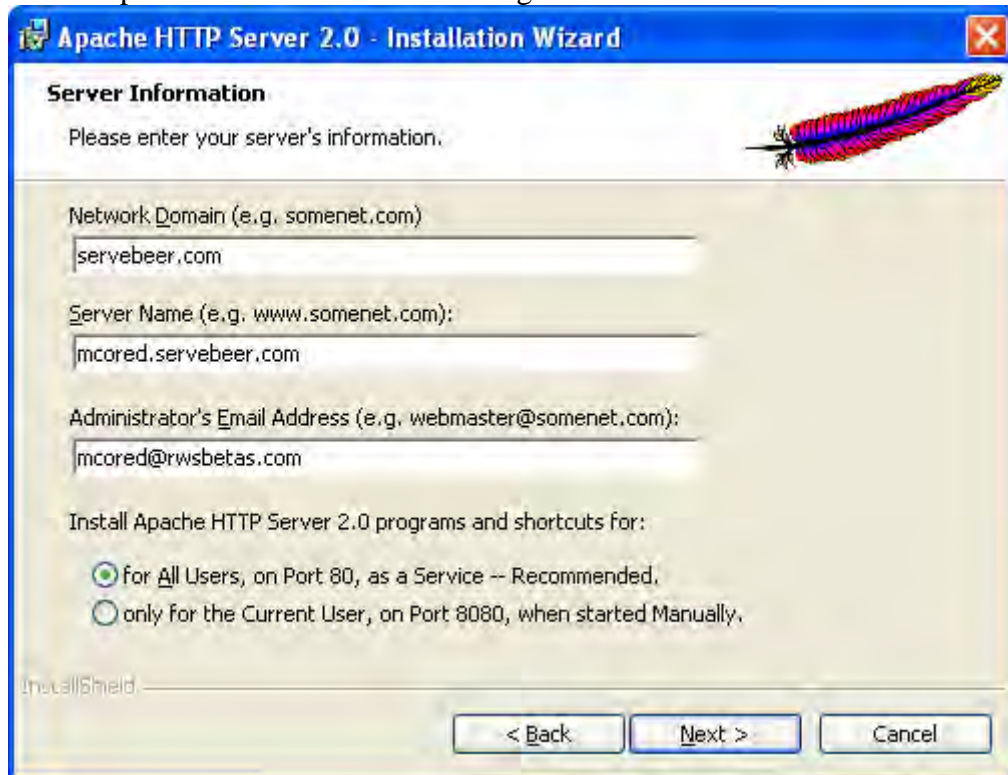 Apache HTTP Server 2.0 - Installation Wizard
Server Information
Please enter your server's information.
Network Domain (e.g. somenet.com)
servebeer.com
Server Name (e.g. www.somenet.com):
mcored.servebeer.com
Administrator's Email Address (e.g. webmaster@somenet.com):
mcored@rwsbetas.com
Install Apache HTTP Server 2.0 programs and shortcuts for:
for All Users, on Port 80, as a Service -- Recommended.
only for the Current User, on Port 8080, when started Manually.
InstallShield
< Back
Next >
Cancel